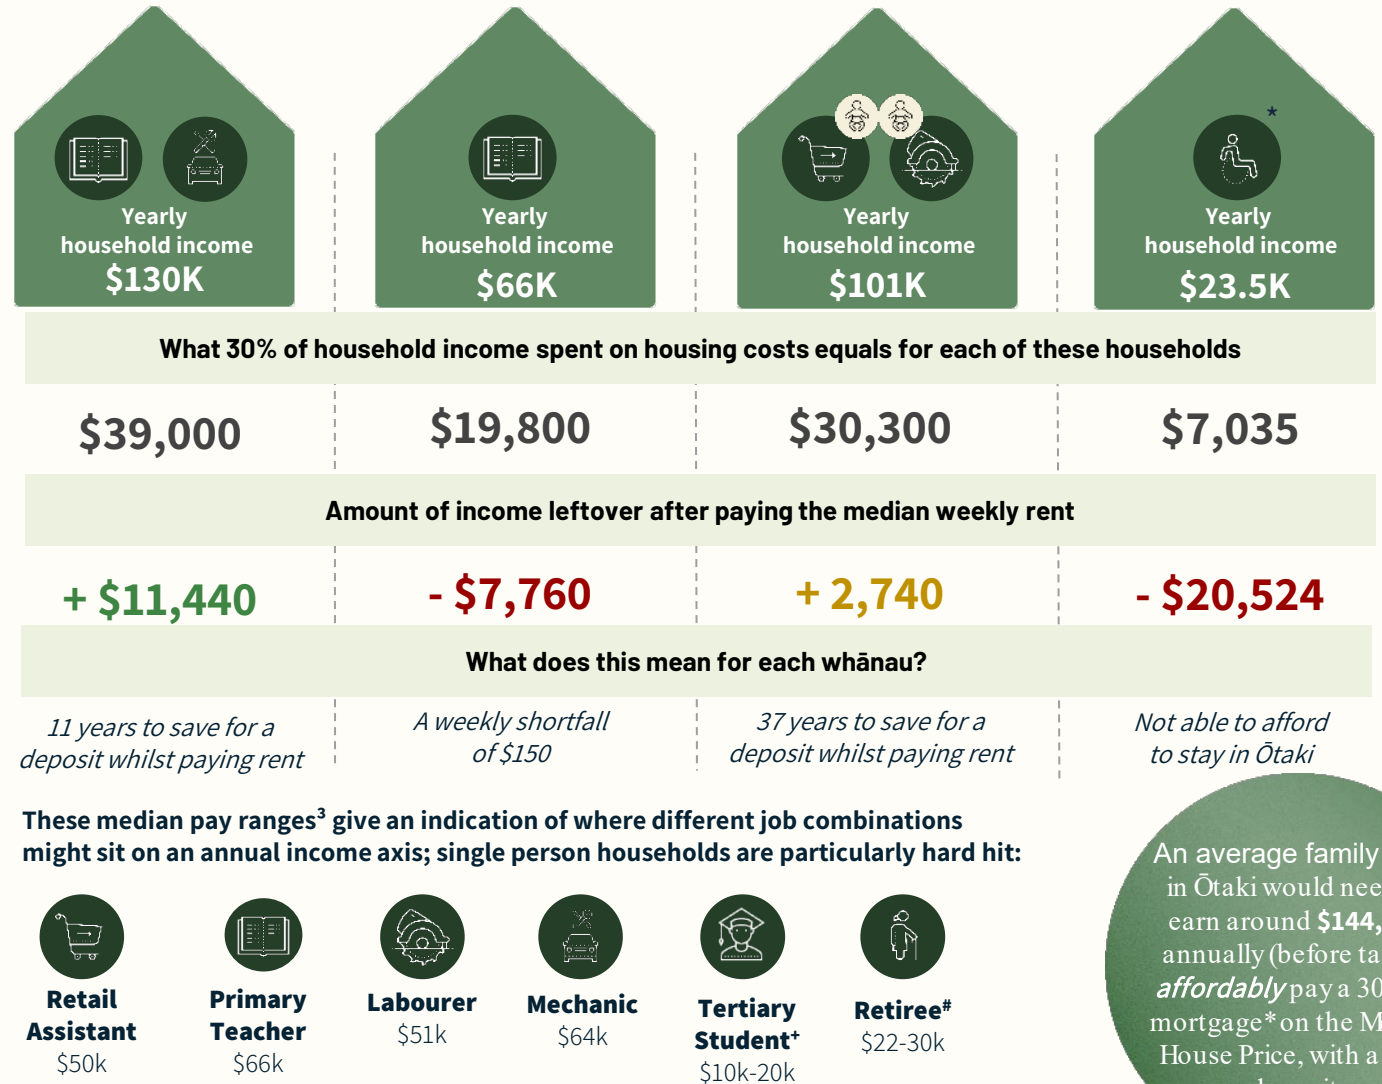 *
Yearly
household income
$130K
Yearly
household income
$66K
Yearly
household income
$101K
Yearly
household income
$23.5K
What 30% of household income spent on housing costs equals for each of these households
$39,000
$19,800
$30,300
$7,035
Amount of income leftover after paying the median weekly rent
+ $11,440
- $7,760
+ 2,740
- $20,524
What does this mean for each whānau?
11 years to save for a
deposit whilst paying rent
A weekly shortfall
of $150
37 years to save for a
deposit whilst paying rent
Not able to afford
to stay in Ōtaki
These median pay ranges³ give an indication of where different job combinations
might sit on an annual income axis; single person households are particularly hard hit:
Retail
Assistant
$50k
Primary
Teacher
$66k
Labourer
$51k
Mechanic
$64k
Tertiary
Student⁺
$10k-20k
Retiree#
$22-30k
An average family
in Ōtaki would
earn around $144,
annually (before
affordably pay a 30
mortgage* on the
House Price, with a